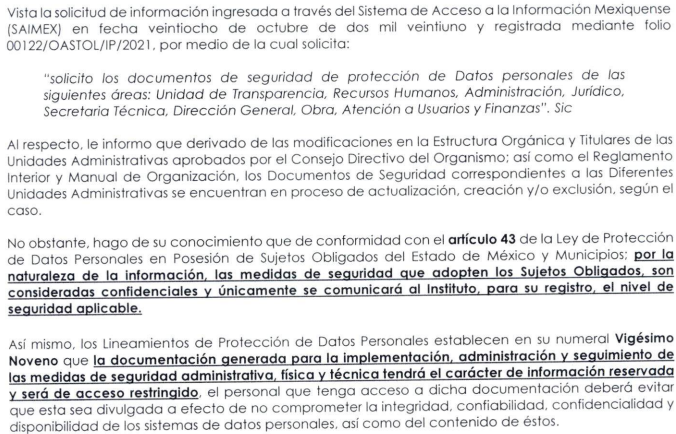 Vista la solicitud de información ingresada a través del Sistema de Acceso a la Información Mexiquense
(SAIMEX) en fecha veintiocho de octubre de dos mil veintiuno y registrada mediante folio
00122/OASTOL/IP/2021, por medio de la cual solicita:
"solicito los documentos de seguridad de protección de Datos personales de las
siguientes áreas: Unidad de Transparencia, Recursos Humanos, Administración, Jurídico,
Secretaria Técnica, Dirección General, Obra, Atención a Usuarios y Finanzas". Sic
Al respecto, le informo que derivado de las modificaciones en la Estructura Orgánica y Titulares de las
Unidades Administrativas aprobados por el Consejo Directivo del Organismo; así como el Reglamento
Interior y Manual de Organización, los Documentos de Seguridad correspondientes a las Diferentes
Unidades Administrativas se encuentran en proceso de actualización, creación y/o exclusión, según el
caso.
No obstante, hago de su conocimiento que de conformidad con el artículo 43 de la Ley de Protección
de Datos Personales en Posesión de Sujetos Obligados del Estado de México y Municipios; por la
naturaleza de la información, las medidas de seguridad que adopten los Sujetos Obligados, son
consideradas confidenciales y únicamente se comunicará al Instituto, para su registro, el nivel de
seguridad aplicable.
Así mismo, los Lineamientos de Protección de Datos Personales establecen en su numeral Vigésimo
Noveno que la documentación generada para la implementación, administración y seguimiento de
las medidas de seguridad administrativa, física y técnica tendrá el carácter de información reservada
y será de acceso restringido, el personal que tenga acceso a dicha documentación deberá evitar
que esta sea divulgada a efecto de no comprometer la integridad, confiabilidad, confidencialidad y
disponibilidad de los sistemas de datos personales, así como del contenido de éstos.